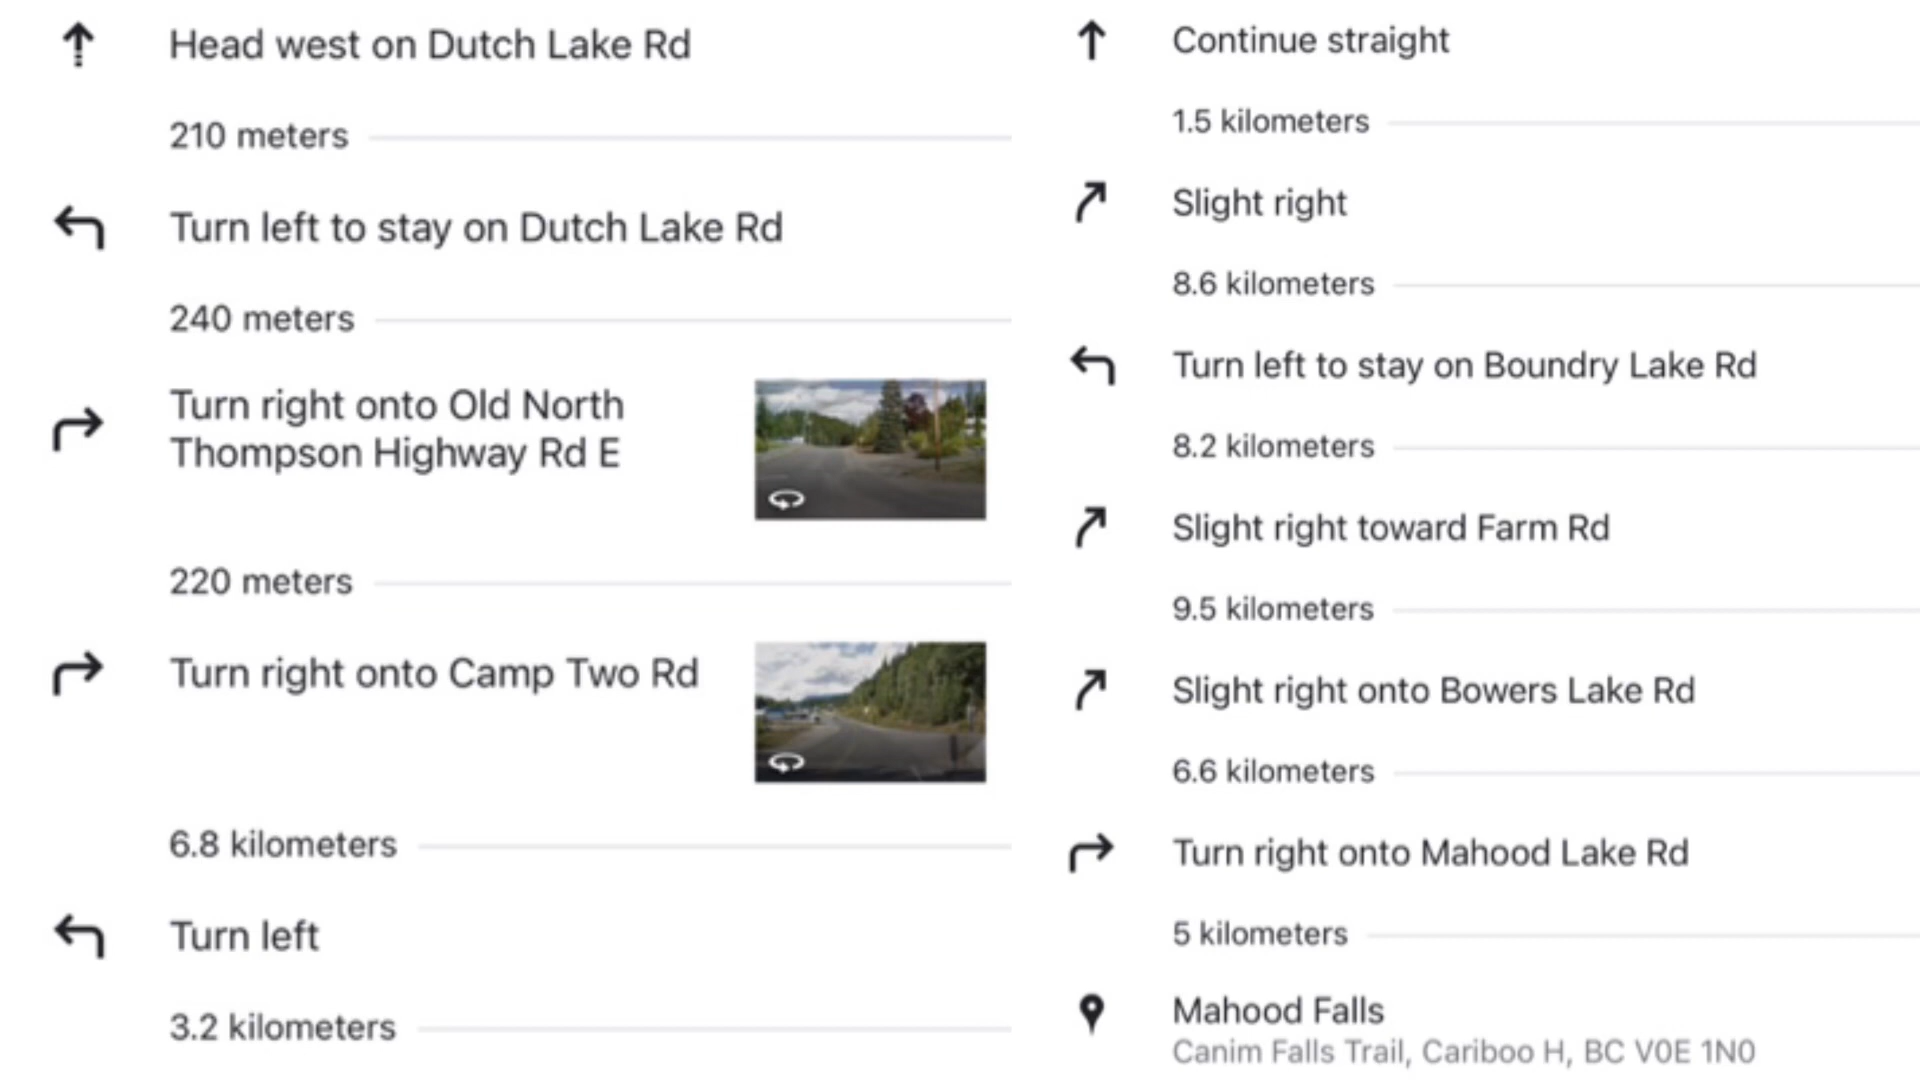 Head west on Dutch Lake Rd
210 meters
Turn left to stay on Dutch Lake Rd
240 meters
Turn right onto Old North
Thompson Highway Rd E
220 meters
Turn right onto Camp Two Rd
6.8 kilometers
Turn left
3.2 kilometers
Continue straight
1.5 kilometers
Slight right
8.6 kilometers
Turn left to stay on Boundry Lake Rd
8.2 kilometers
Slight right toward Farm Rd
9.5 kilometers
Slight right onto Bowers Lake Rd
6.6 kilometers
Turn right onto Mahood Lake Rd
5 kilometers
Mahood Falls
Canim Falls Trail, Cariboo H, BC V0E 1N0